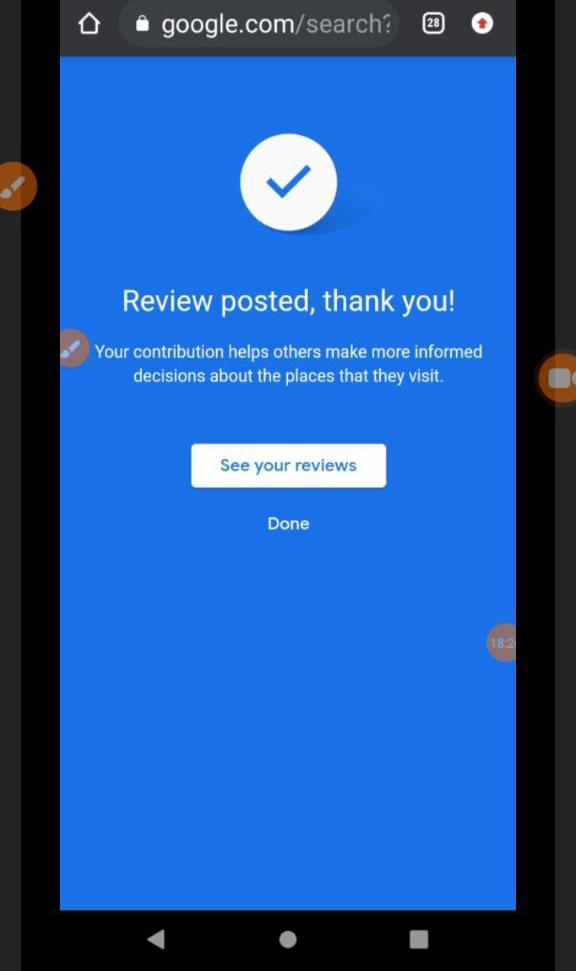 google.com/search?
28
Review posted, thank you!
Your contribution helps others make more informed
decisions about the places that they visit.
See your reviews
Done